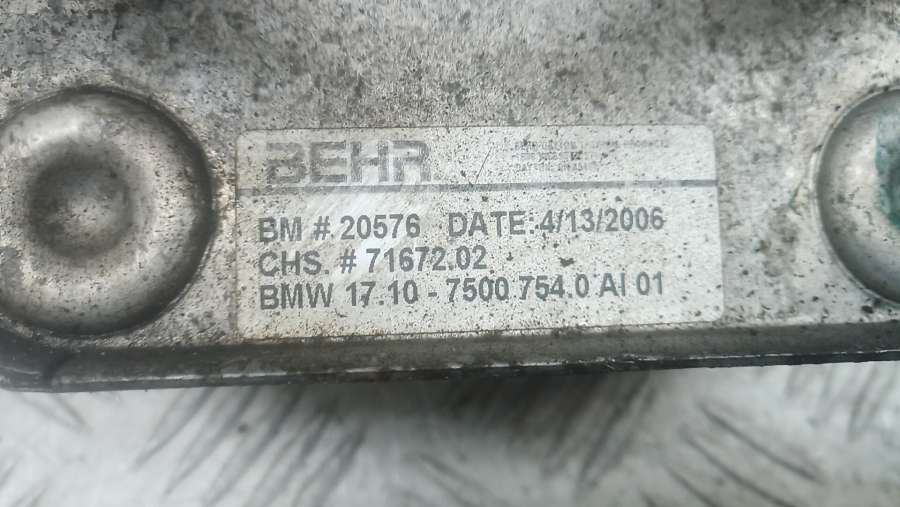 BEHR
BM # 20576 DATE: 4/13/2006
CHS. # 71672.02
BMW 17.10 - 7500 754.0 AI 01